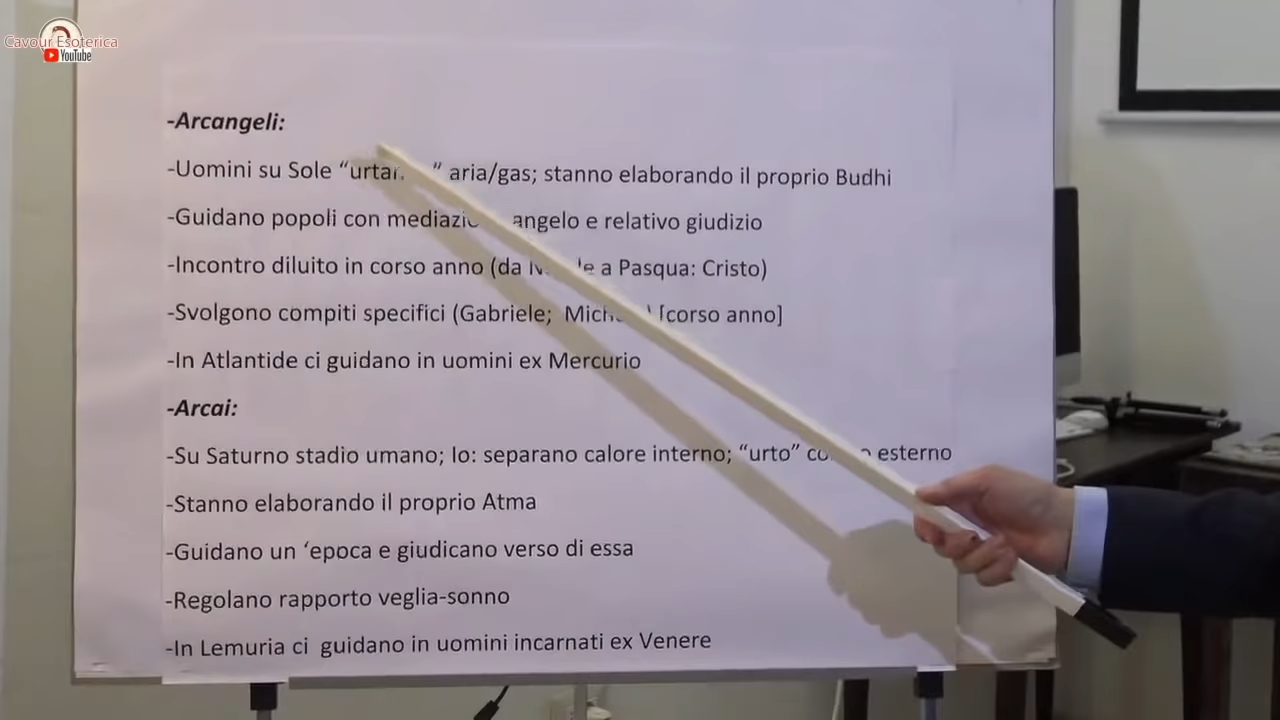 Cavour Esoterica
YouTube
-Arcangeli:
-Uomini su Sole “ ” aria/gas; stanno elaborando il proprio Budhi
-Guidano popoli con angelo e relativo giudizio
-Incontro diluito in corso anno (da a Pasqua: Cristo)
-Svolgono compiti specifici (Gabriele; [corso anno]
-In Atlantide ci guidano in uomini ex Mercurio
-Arcai:
-Su Saturno stadio umano; Io: separano calore interno; “urto” esterno
-Stanno elaborando il proprio Atma
-Guidano un ‘epoca e giudicano verso di essa
-Regolano rapporto veglia-sonno
-In Lemuria ci guidano in uomini incarnati ex Venere